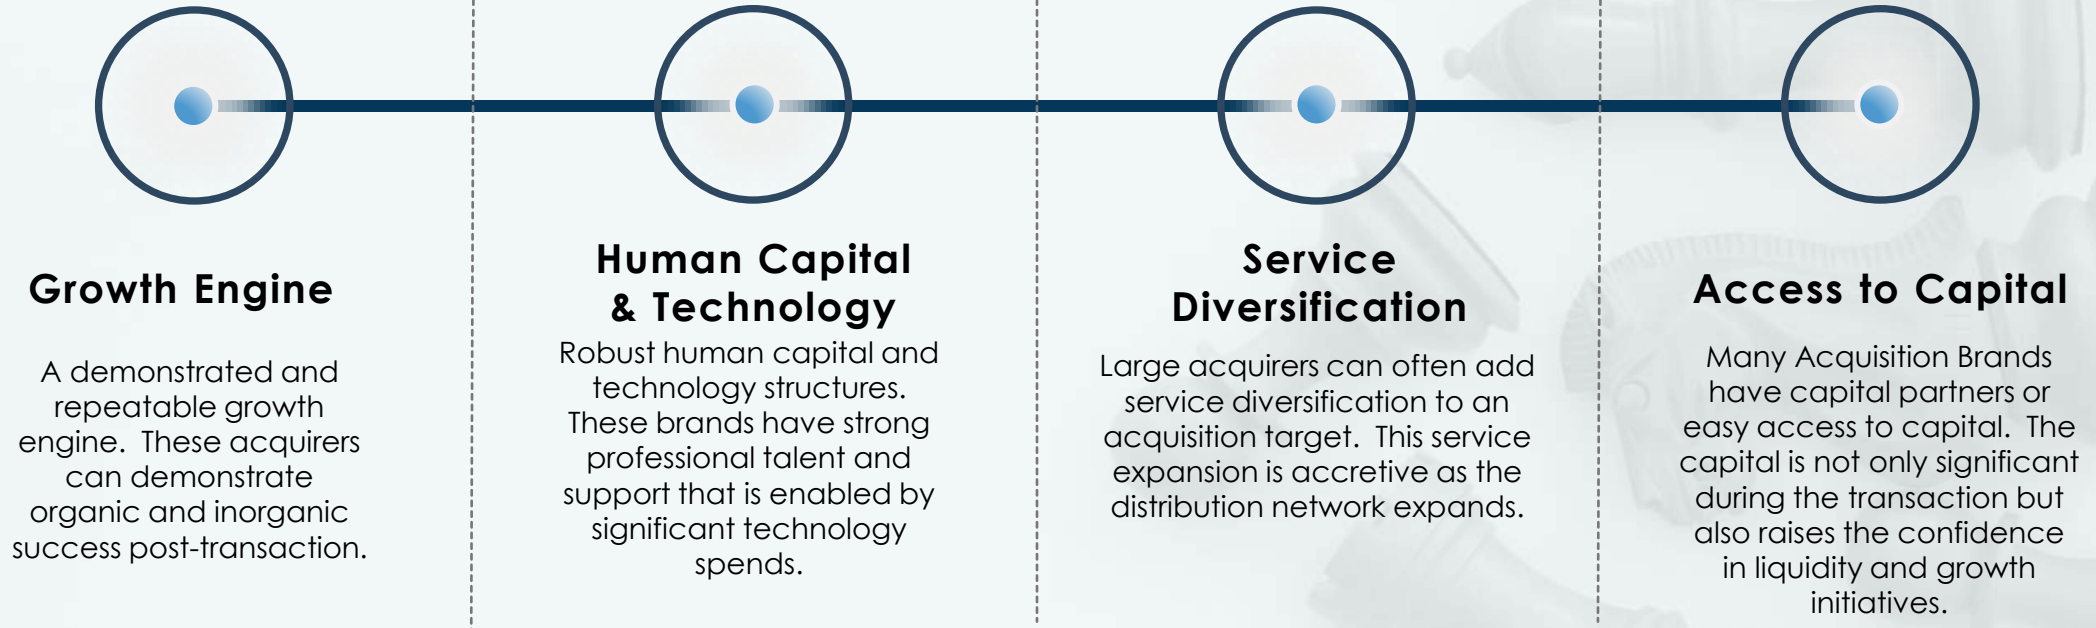 Growth Engine
A demonstrated and
repeatable growth
engine.  These acquirers
can demonstrate
organic and inorganic
success post-transaction.
Human Capital
& Technology
Robust human capital and
technology structures.
These brands have strong
professional talent and
support that is enabled by
significant technology
spends.
Service
Diversification
Large acquirers can often add
service diversification to an
acquisition target.  This service
expansion is accretive as the
distribution network expands.
Access to Capital
Many Acquisition Brands
have capital partners or
easy access to capital.  The
capital is not only significant
during the transaction but
also raises the confidence
in liquidity and growth
initiatives.